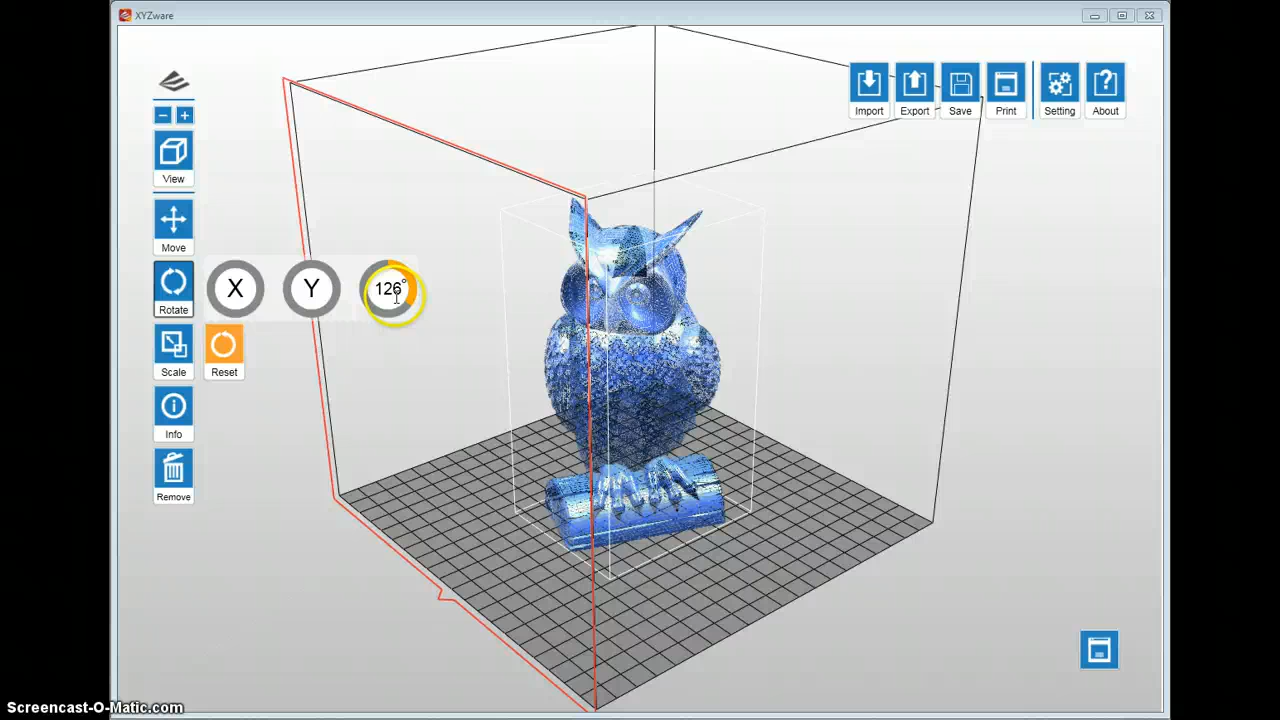 XYZware
Import Export Save Print Setting About
View
Move
X Y 126°
Rotate
Scale Reset
Info
Remove
Screencast-O-Matic.com